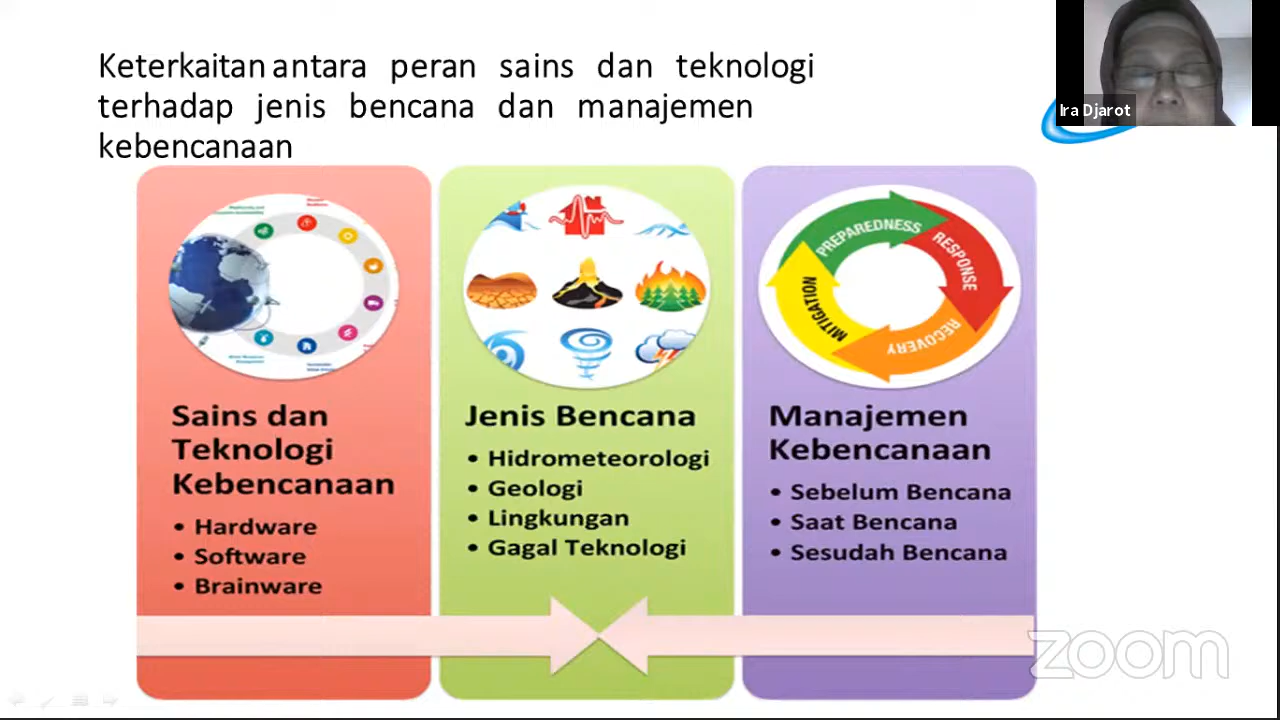 Keterkaitan antara peran sains dan teknologi
terhadap jenis bencana dan manajemen
kebencanaan
Ira Djarot
PREPAREDNESS
RESPONSE
RECOVERY
MITIGATION
Sains dan
Teknologi
Kebencanaan
• Hardware
• Software
• Brainware
Jenis Bencana
• Hidrometeorologi
• Geologi
• Lingkungan
• Gagal Teknologi
Manajemen
Kebencanaan
• Sebelum Bencana
• Saat Bencana
• Sesudah Bencana
zoom